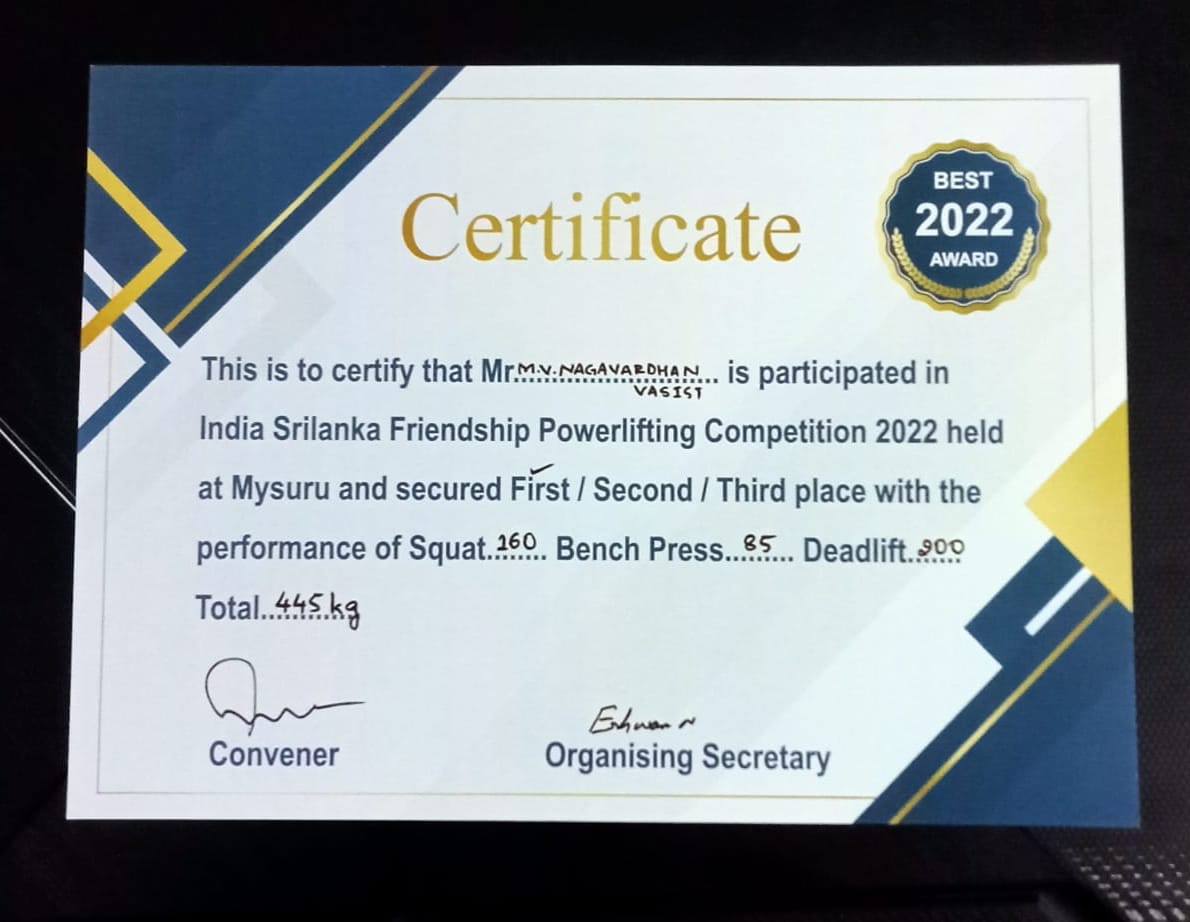 BEST
2022
AWARD
Certificate
This is to certify that Mr.M.V.NAGAVARDHAN... is participated in
VASIST
India Srilanka Friendship Powerlifting Competition 2022 held
at Mysuru and secured First / Second / Third place with the
performance of Squat..160... Bench Press...85... Deadlift..200
Total..445.kg
Convener
Organising Secretary